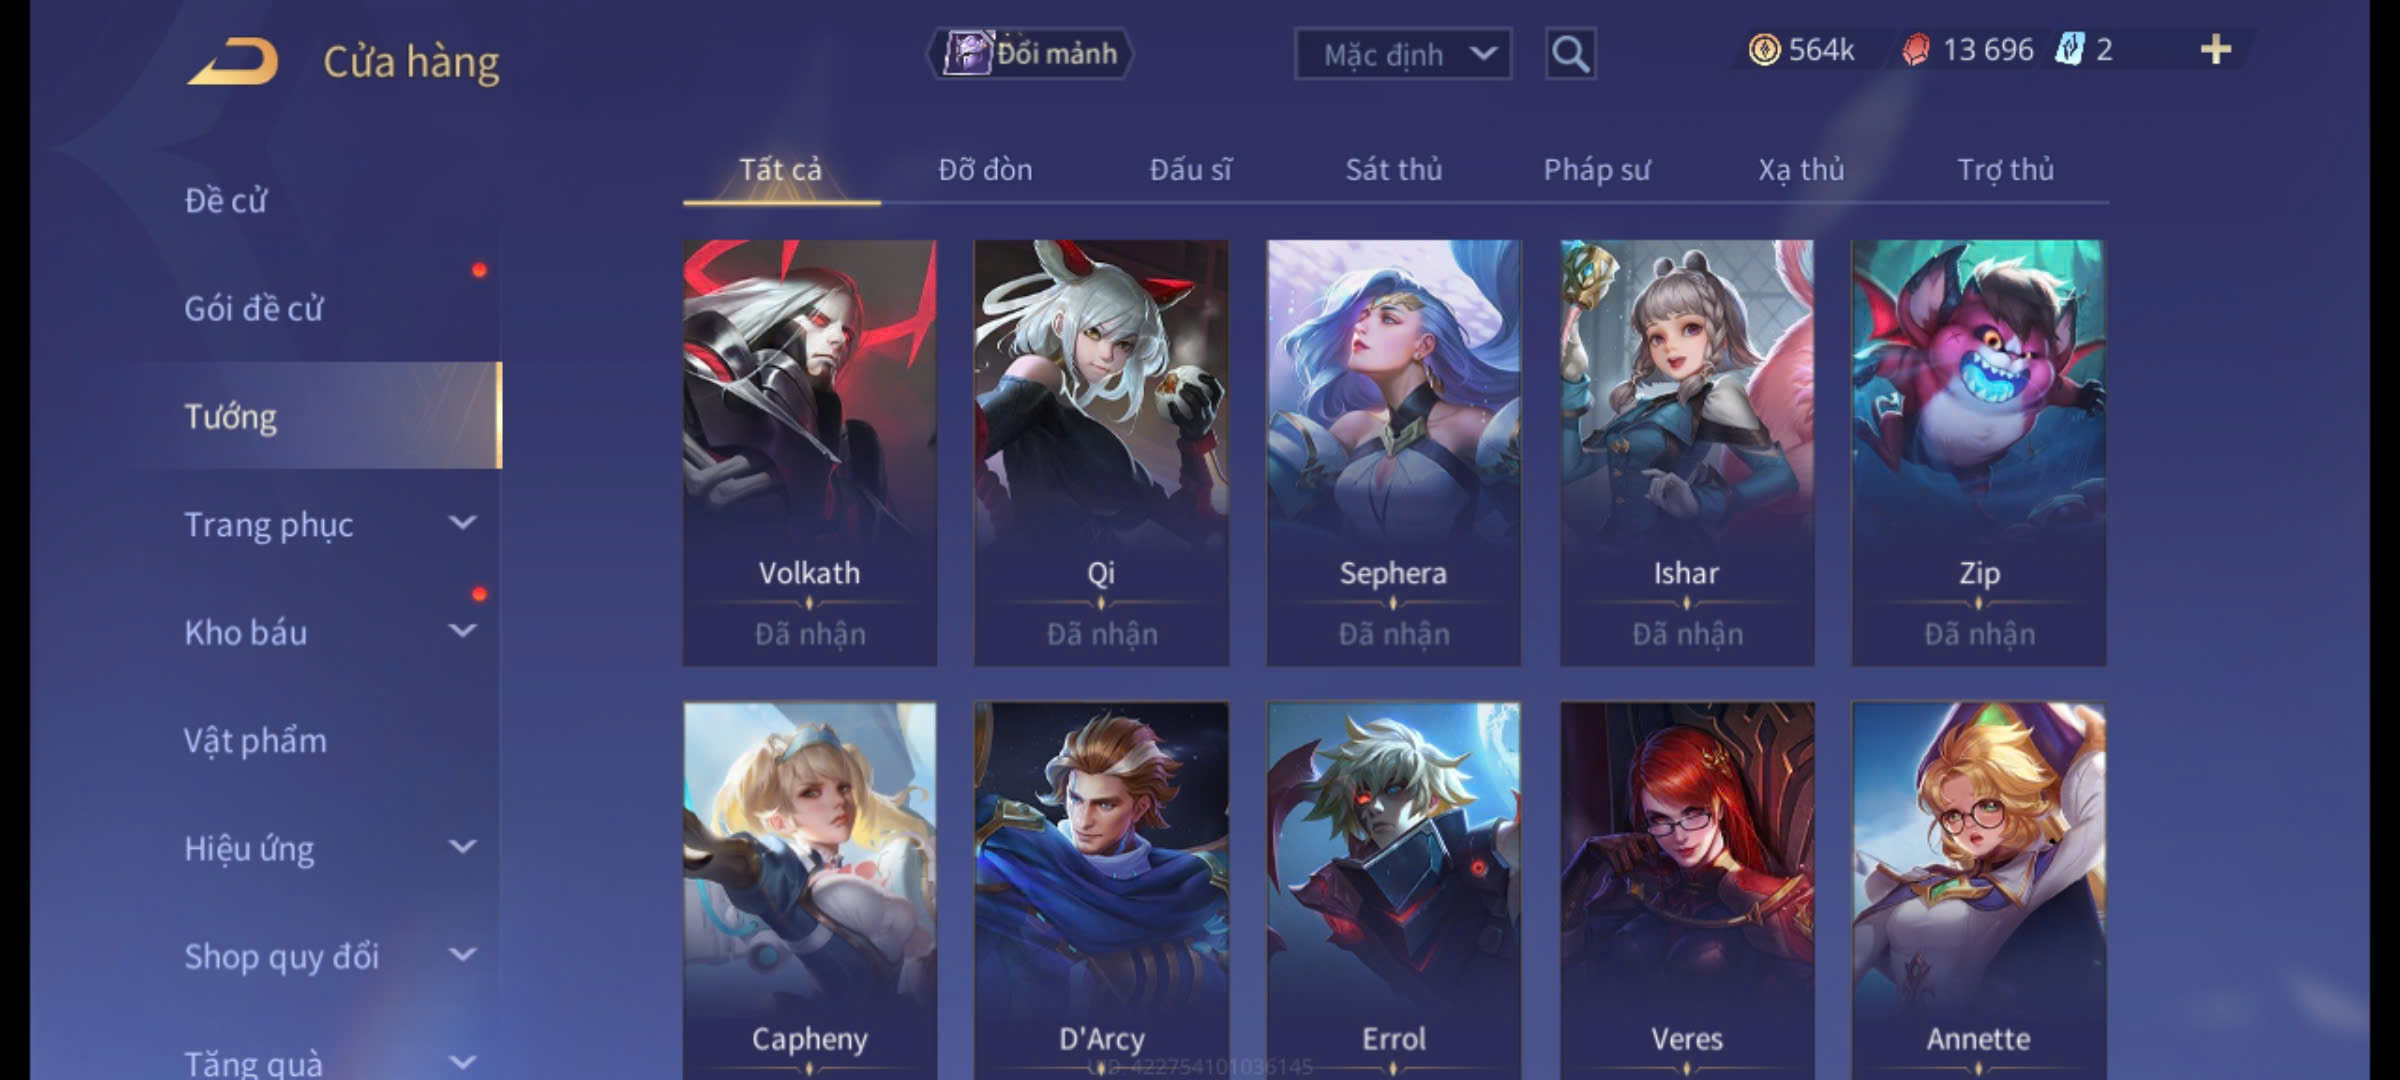 Cửa hàng
Đổi mảnh
Mặc định
564k
13 696
2
Tất cả
Đỡ đòn
Đấu sĩ
Sát thủ
Pháp sư
Xạ thủ
Trợ thủ
Đề cử
Gói đề cử
Tướng
Trang phục
Kho báu
Vật phẩm
Hiệu ứng
Shop quy đổi
Tặng quà
Volkath
Qi
Sephera
Ishar
Zip
Đã nhận
Đã nhận
Đã nhận
Đã nhận
Đã nhận
Capheny
D'Arcy
Errol
Veres
Annette
UID: 422754101036145